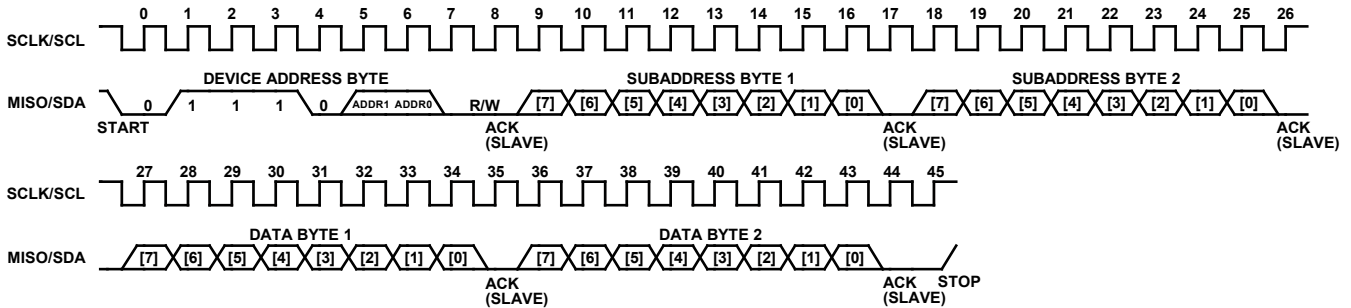 0 1 2 3 4 5 6 7 8 9 10 11 12 13 14 15 16 17 18 19 20 21 22 23 24 25 26
SCLK/SCL
DEVICE ADDRESS BYTE SUBADDRESS BYTE 1 SUBADDRESS BYTE 2
MISO/SDA 0 1 1 1 0 ADDR1 ADDR0 R/W [7] [6] [5] [4] [3] [2] [1] [0] [7] [6] [5] [4] [3] [2] [1] [0]
START ACK ACK ACK
(SLAVE) (SLAVE) (SLAVE)
27 28 29 30 31 32 33 34 35 36 37 38 39 40 41 42 43 44 45
SCLK/SCL
DATA BYTE 1 DATA BYTE 2
MISO/SDA [7] [6] [5] [4] [3] [2] [1] [0] [7] [6] [5] [4] [3] [2] [1] [0]
ACK ACK STOP
(SLAVE) (SLAVE)